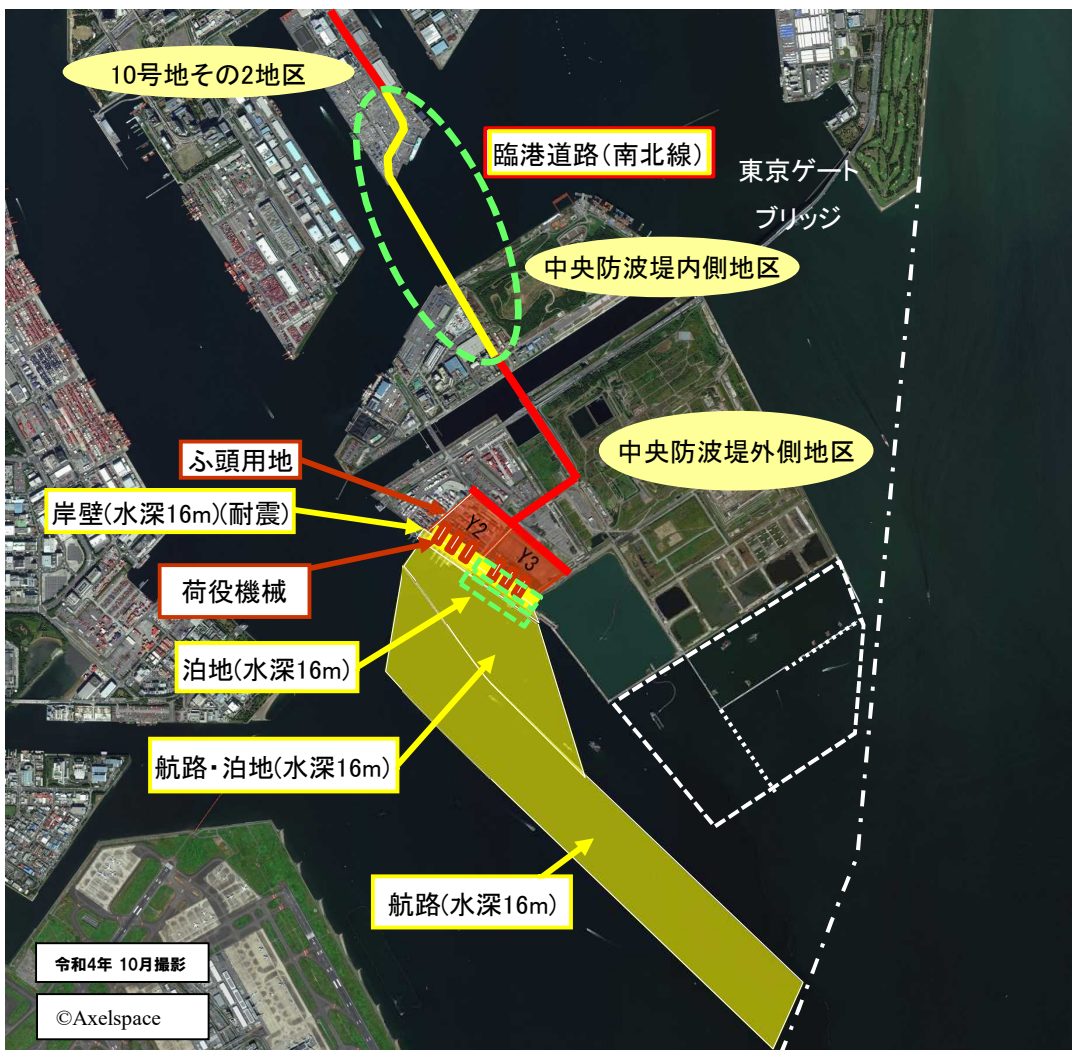 10号地その2地区
臨港道路(南北線)
東京ゲート
ブリッジ
中央防波堤内側地区
中央防波堤外側地区
ふ頭用地
岸壁(水深16m)(耐震)
Y2
Y3
荷役機械
泊地(水深16m)
航路・泊地(水深16m)
航路(水深16m)
令和4年 10月撮影
©Axelspace